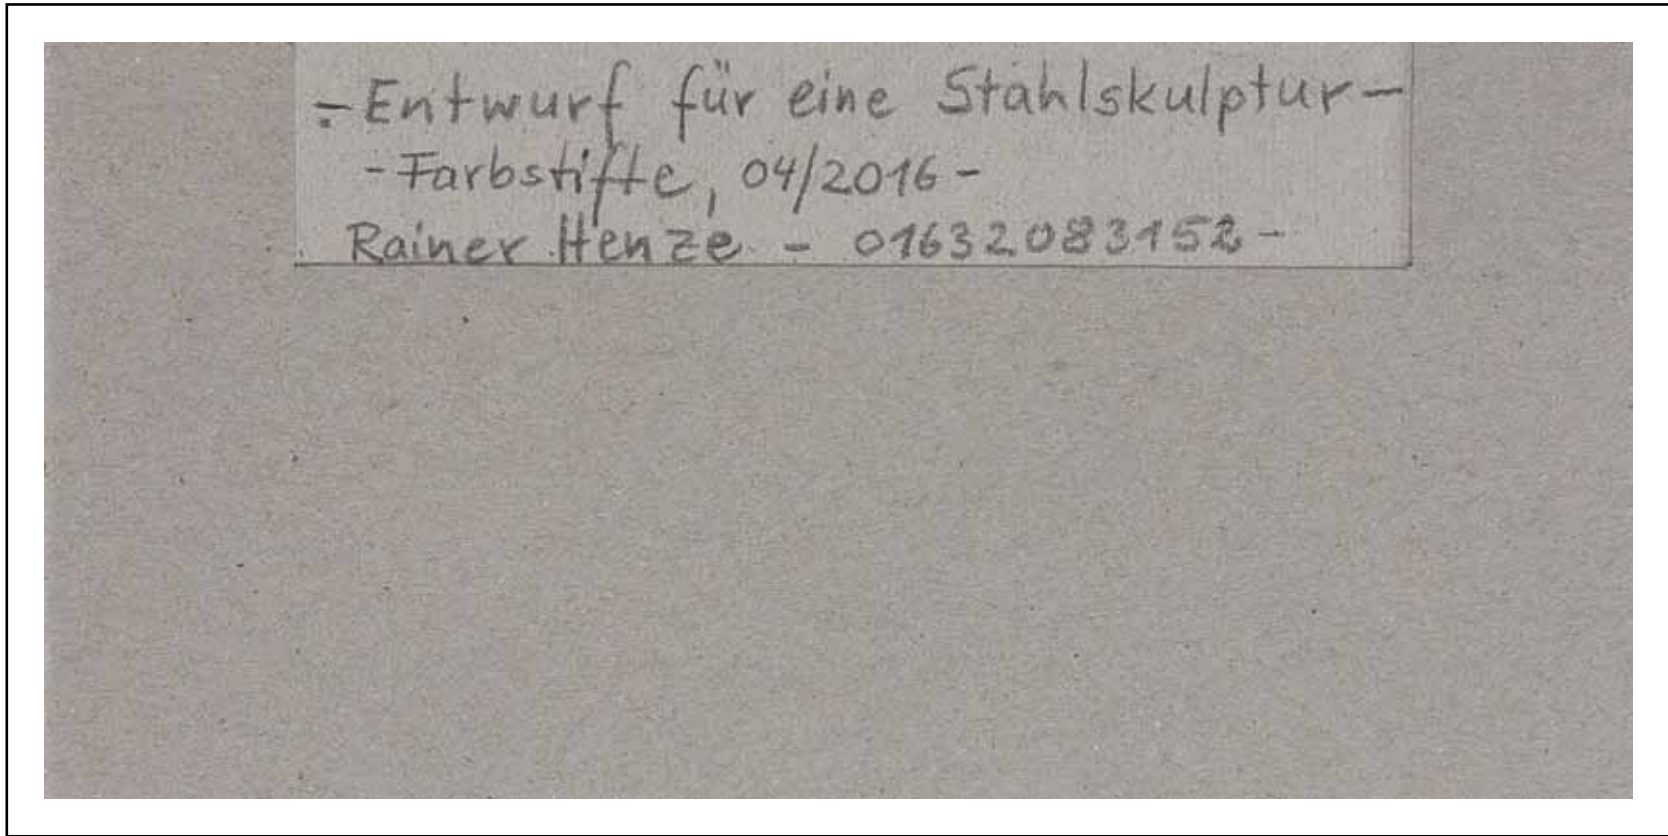 - Entwurf für eine Stahlskulptur -
- Farbstifte, 04/2016 -
Rainer Henze - 01632083152 -